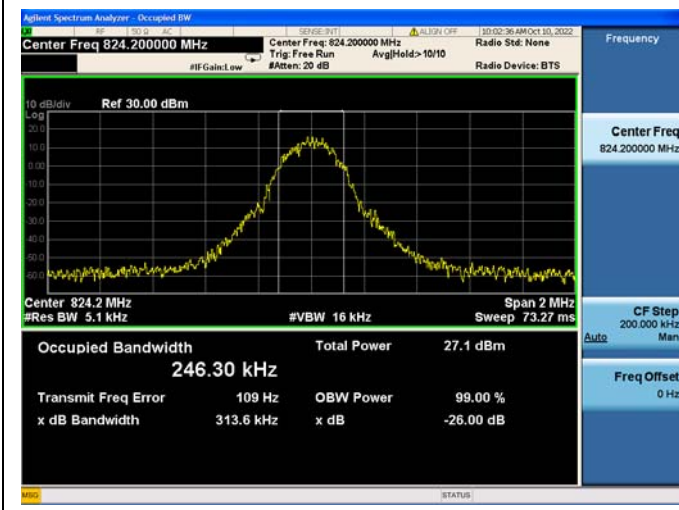 Agilent Spectrum Analyzer - Occupied BW
RF 50 Ω AC SENSE:INT ALIGN OFF 10:02:36 AM Oct 10, 2022
Center Freq 824.200000 MHz
Center Freq: 824.200000 MHz
Radio Std: None
Trig: Free Run
Avg|Hold:>10/10
#IFGain:Low
#Atten: 20 dB
Radio Device: BTS
Frequency
10 dB/div
Ref 30.00 dBm
Log
20.0
10.0
0.00
-10.0
-20.0
-30.0
-40.0
-50.0
-60.0
Center Freq
824.200000 MHz
Center 824.2 MHz
Span 2 MHz
#Res BW 5.1 kHz
#VBW 16 kHz
Sweep 73.27 ms
CF Step
200.000 kHz
Auto Man
Occupied Bandwidth
Total Power 27.1 dBm
246.30 kHz
Transmit Freq Error 109 Hz OBW Power 99.00 %
x dB Bandwidth 313.6 kHz x dB -26.00 dB
Freq Offset
0 Hz
MSG
STATUS